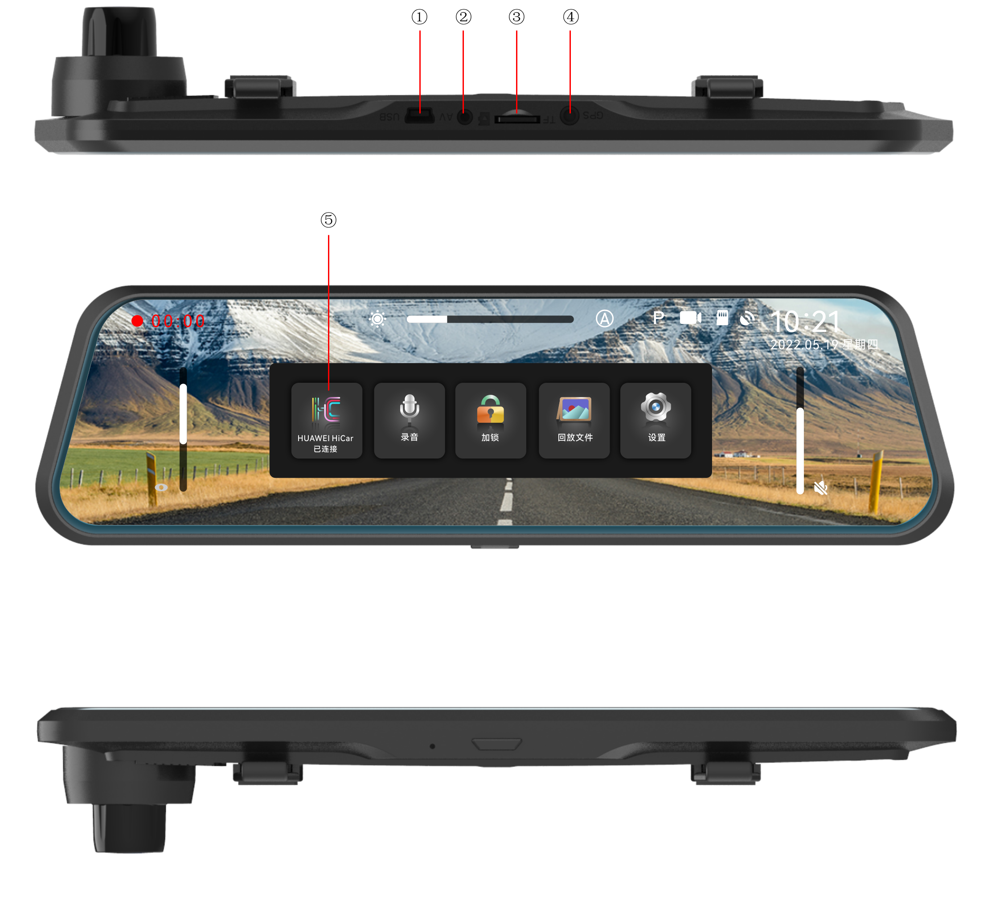 ① ② ③ ④
USB AV TF GPS
⑤
00:00
A P 10:21
2022.05.19 星期四
HUAWEI HiCar
已连接
录音
加锁
回放文件
设置